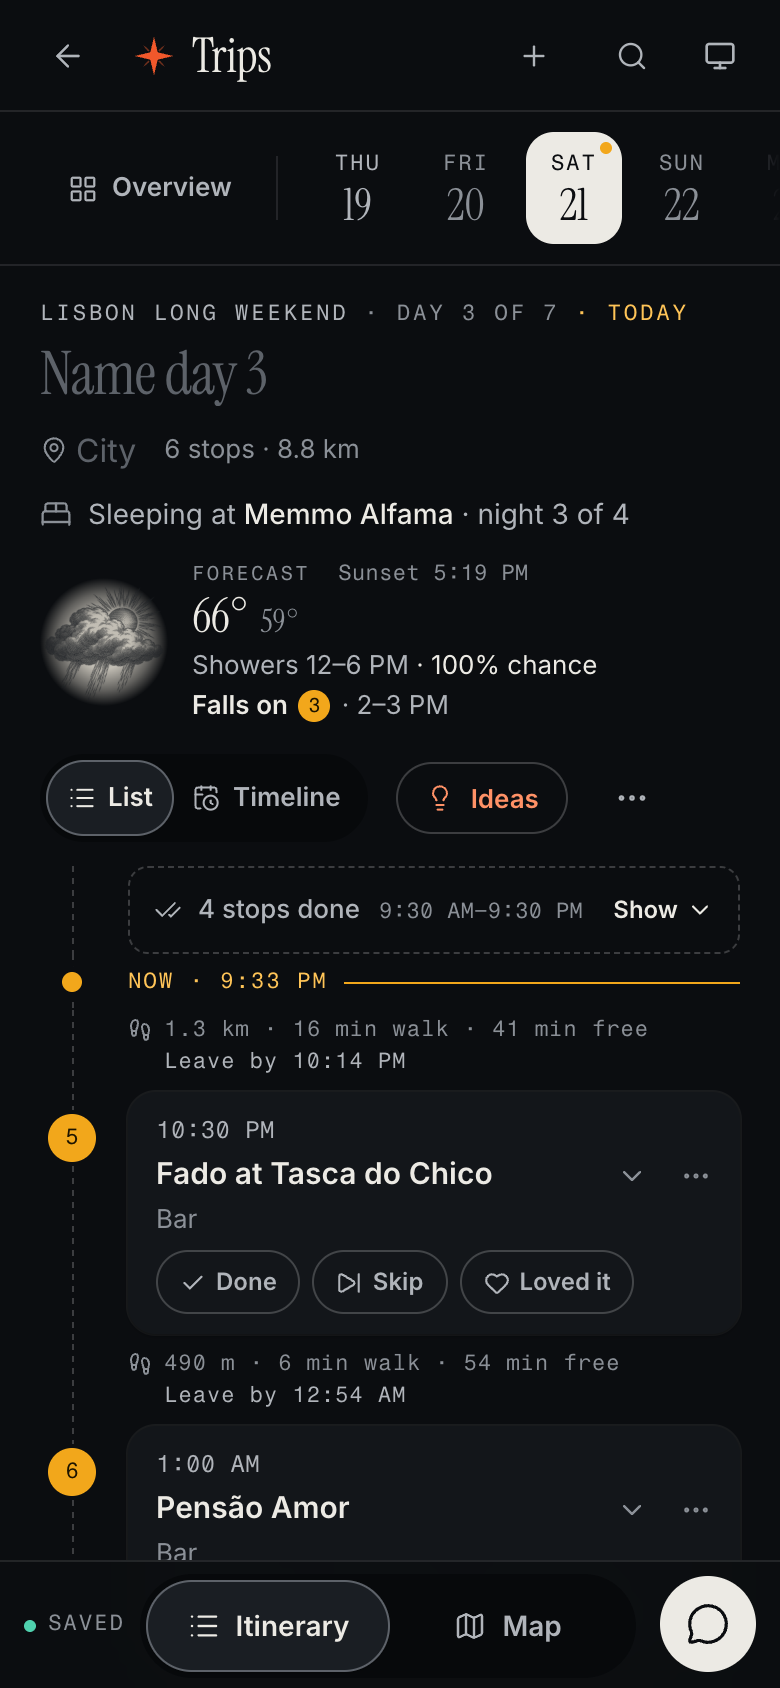 Trips
Overview
THU
19
FRI
20
SAT
21
SUN
22
LISBON LONG WEEKEND · DAY 3 OF 7 · TODAY
Name day 3
City 6 stops · 8.8 km
Sleeping at Memmo Alfama · night 3 of 4
FORECAST Sunset 5:19 PM
66° 59°
Showers 12–6 PM · 100% chance
Falls on 3 · 2–3 PM
List Timeline Ideas
4 stops done 9:30 AM–9:30 PM Show
NOW · 9:33 PM
1.3 km · 16 min walk · 41 min free
Leave by 10:14 PM
5
10:30 PM
Fado at Tasca do Chico
Bar
Done Skip Loved it
490 m · 6 min walk · 54 min free
Leave by 12:54 AM
6
1:00 AM
Pensão Amor
Bar
SAVED Itinerary Map